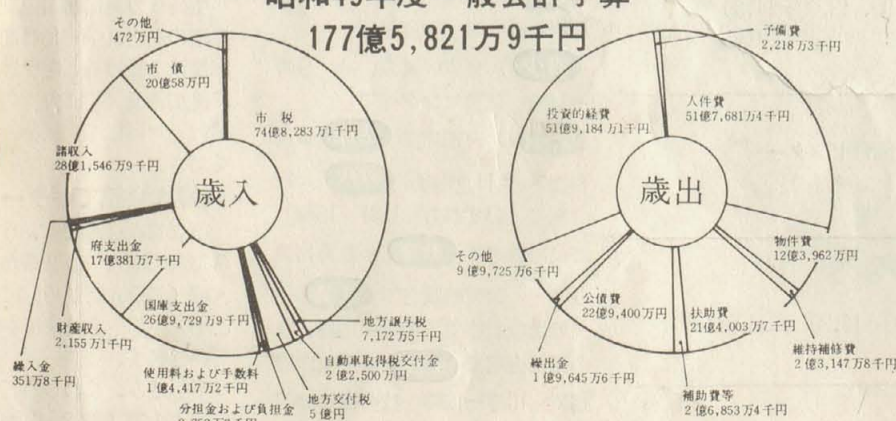 177億5,821万9千円
歳入
その他
472万円
市債
20億58万円
市税
74億8,283万1千円
諸収入
28億1,546万9千円
府支出金
17億381万7千円
国庫支出金
26億9,729万9千円
地方譲与税
7,172万5千円
自動車取得税交付金
2億2,500万円
地方交付税
5億円
分担金および負担金
使用料および手数料
1億4,417万2千円
財産収入
2,155万1千円
繰入金
351万8千円
歳出
予備費
2,218万3千円
投資的経費
51億9,184万1千円
人件費
51億7,681万4千円
物件費
12億3,962万円
その他
9億9,725万6千円
公債費
22億9,400万円
扶助費
21億4,003万7千円
維持補修費
2億3,147万8千円
繰出金
1億9,645万6千円
補助費等
2億6,853万4千円